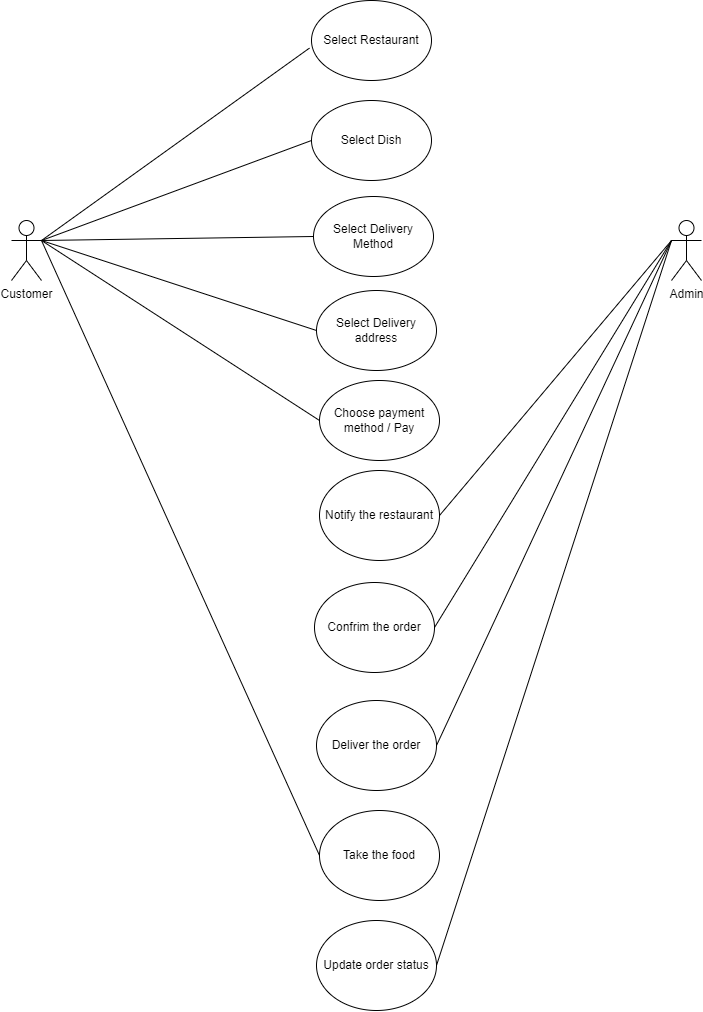 Select Restaurant
Select Dish
Select Delivery
Method
Customer
Admin
Select Delivery
address
Choose payment
method / Pay
Notify the restaurant
Confrim the order
Deliver the order
Take the food
Update order status